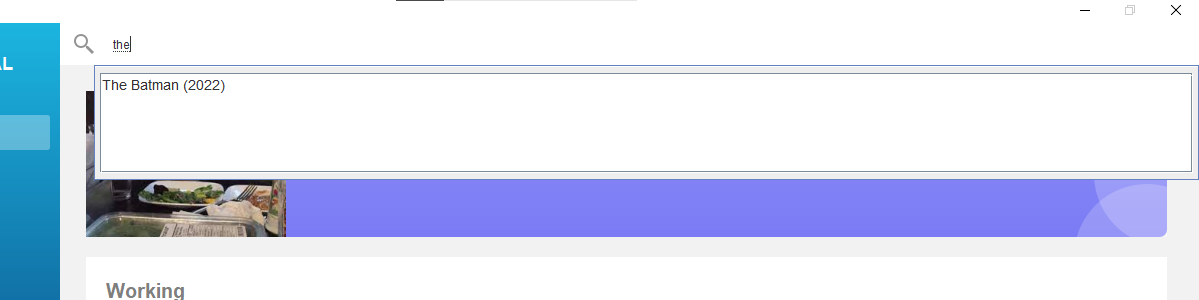 AL
the
The Batman (2022)
Working